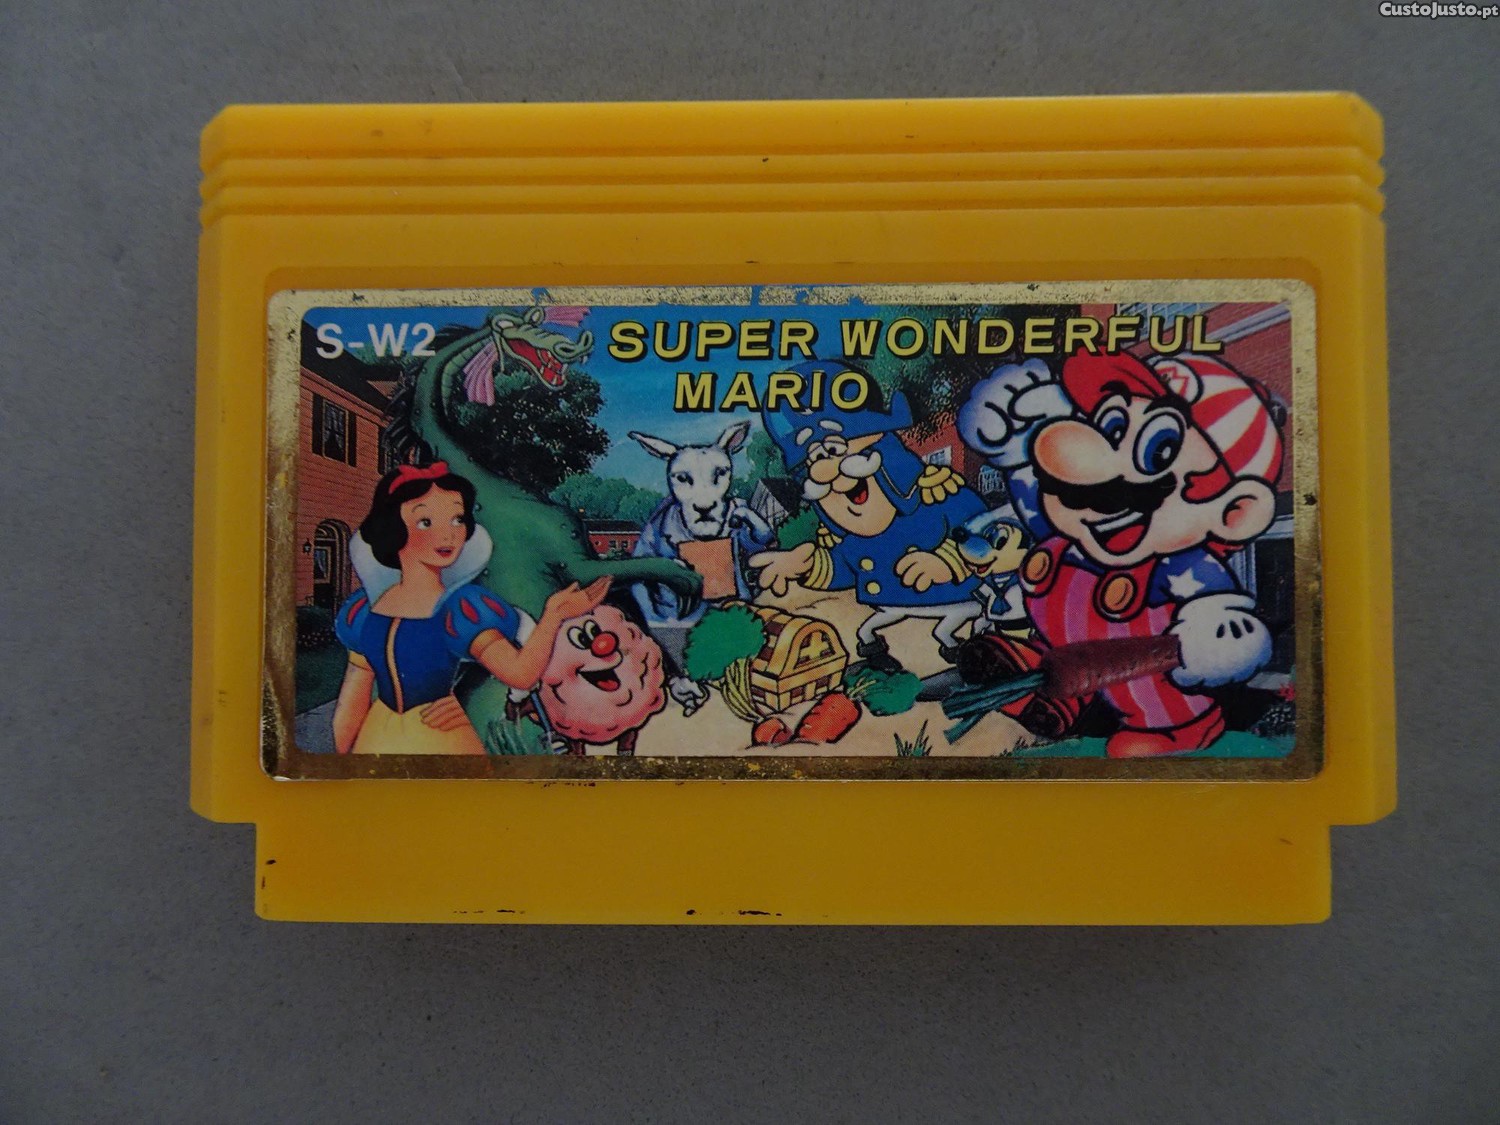 CustoJusto.pt
S-W2
SUPER WONDERFUL
MARIO
M